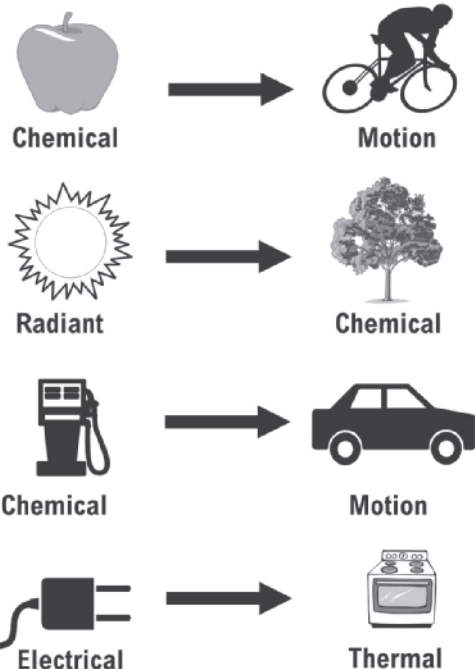 Chemical
Motion
Radiant
Chemical
Chemical
Motion
Electrical
Thermal